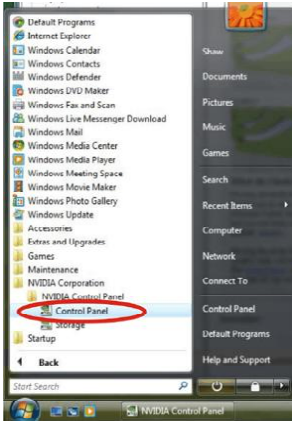 Default Programs
Internet Explorer
Windows Calendar
Windows Contacts
Windows Defender
Windows DVD Maker
Windows Fax and Scan
Windows Live Messenger Download
Windows Mail
Windows Media Center
Windows Media Player
Windows Meeting Space
Windows Movie Maker
Windows Photo Gallery
Windows Update
Accessories
Extras and Upgrades
Games
Maintenance
NVIDIA Corporation
NVIDIA Control Panel
Control Panel
Storage
Startup
Back
Start Search
Shaw
Documents
Pictures
Music
Games
Search
Recent Items
Computer
Network
Connect To
Control Panel
Default Programs
Help and Support
NVIDIA Control Panel